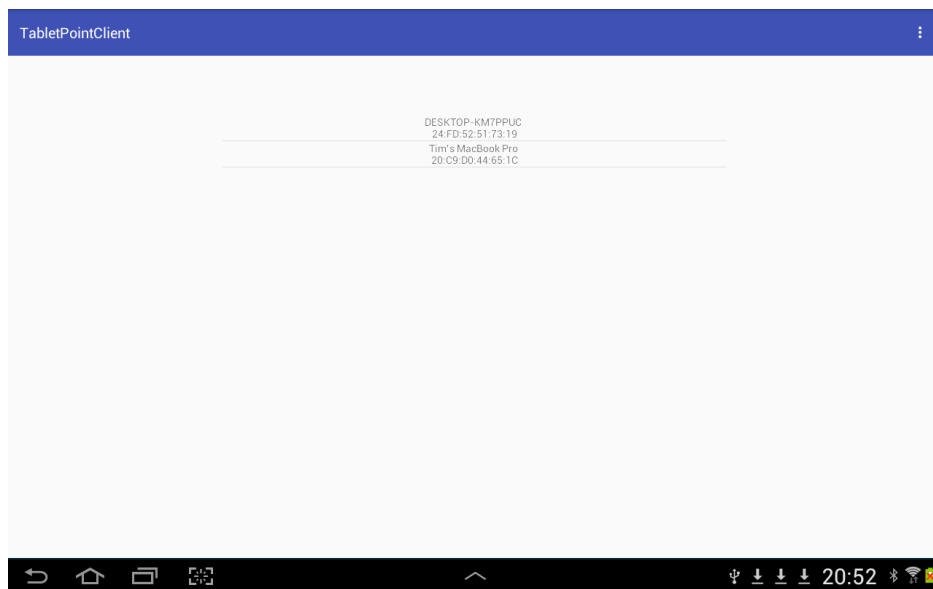 TabletPointClient
DESKTOP-KM7PPUC
24:FD:52:51:73:19
Tim's MacBook Pro
20:C9:D0:44:65:1C
20:52